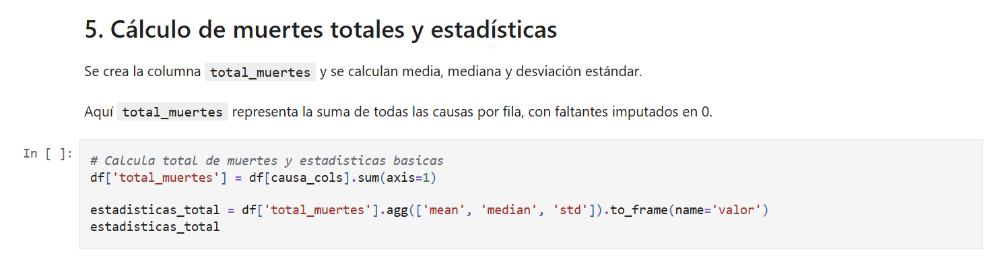 5. Cálculo de muertes totales y estadísticas
Se crea la columna total_muertes y se calculan media, mediana y desviación estándar.
Aquí total_muertes representa la suma de todas las causas por fila, con faltantes imputados en 0.
In [ ]:
# Calcula total de muertes y estadisticas basicas
df['total_muertes'] = df[causa_cols].sum(axis=1)
estadisticas_total = df['total_muertes'].agg(['mean', 'median', 'std']).to_frame(name='valor')
estadisticas_total